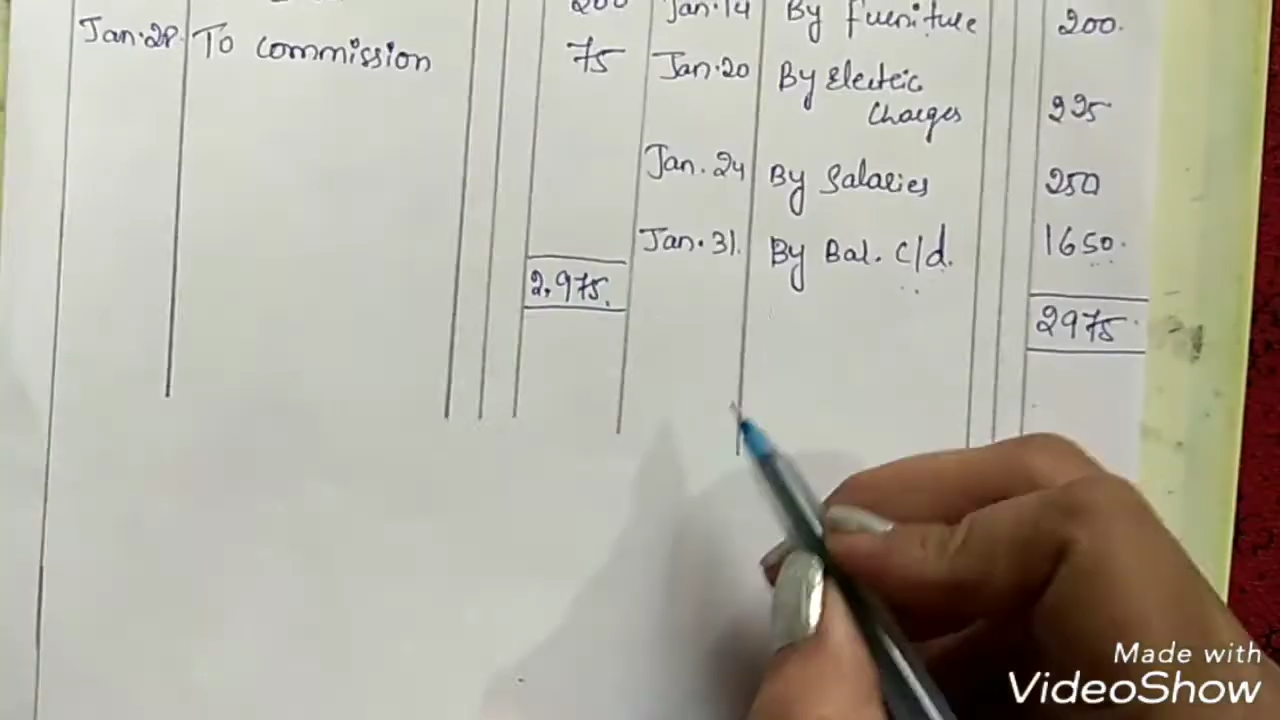 200 Jan.14 By Furniture 200.
Jan.28. To commission 75 Jan.20 By Electric
Charges 225
Jan. 24 By Salaries 250
Jan. 31. By Bal. C/d. 1650.
2,975. 2975
Made with
VideoShow